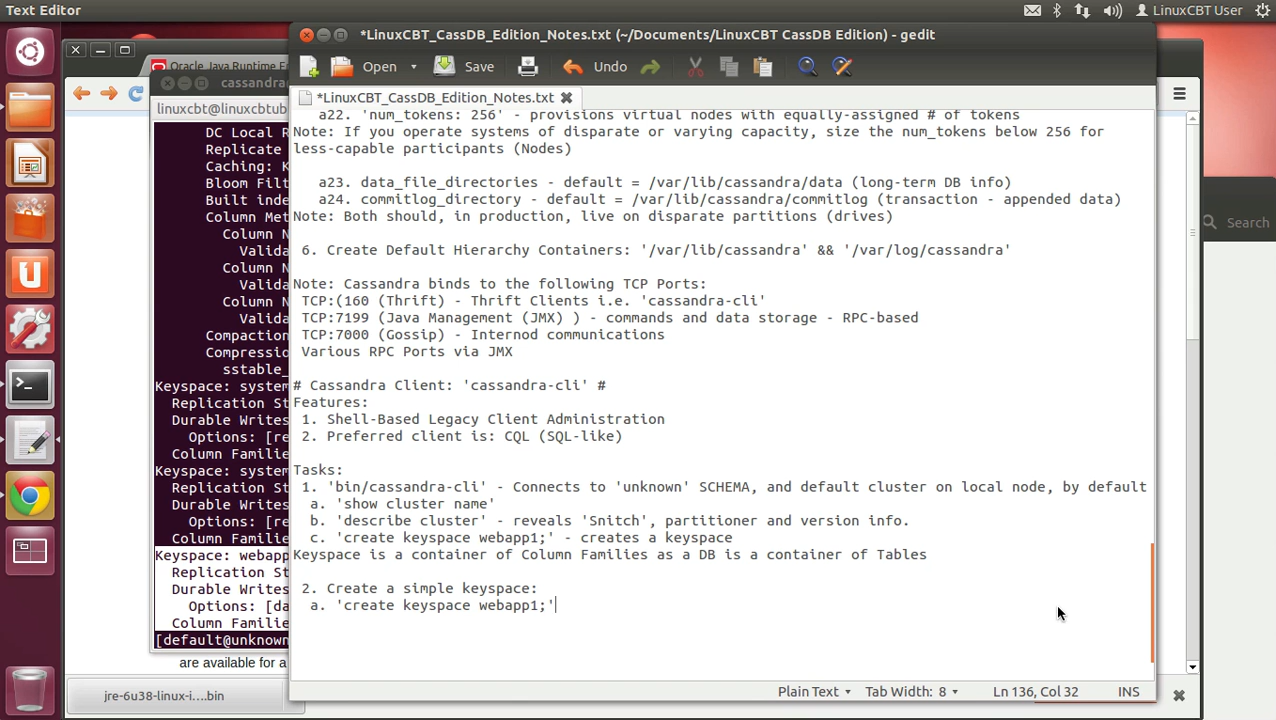 Text Editor
LinuxCBT User
*LinuxCBT_CassDB_Edition_Notes.txt (~/Documents/LinuxCBT CassDB Edition) - gedit
Oracle Java Runtime E
Open
Save
Undo
cassandra
*LinuxCBT_CassDB_Edition_Notes.txt
linuxcbt@linuxcbtub
a22. 'num_tokens: 256' - provisions virtual nodes with equally-assigned # of tokens
Note: If you operate systems of disparate or varying capacity, size the num_tokens below 256 for
less-capable participants (Nodes)
a23. data_file_directories - default = /var/lib/cassandra/data (long-term DB info)
a24. commitlog_directory - default = /var/lib/cassandra/commitlog (transaction - appended data)
Note: Both should, in production, live on disparate partitions (drives)
6. Create Default Hierarchy Containers: '/var/lib/cassandra' && '/var/log/cassandra'
Note: Cassandra binds to the following TCP Ports:
TCP:(160 (Thrift) - Thrift Clients i.e. 'cassandra-cli'
TCP:7199 (Java Management (JMX) ) - commands and data storage - RPC-based
TCP:7000 (Gossip) - Internod communications
Various RPC Ports via JMX
# Cassandra Client: 'cassandra-cli' #
Features:
1. Shell-Based Legacy Client Administration
2. Preferred client is: CQL (SQL-like)
Tasks:
1. 'bin/cassandra-cli' - Connects to 'unknown' SCHEMA, and default cluster on local node, by default
a. 'show cluster name'
b. 'describe cluster' - reveals 'Snitch', partitioner and version info.
c. 'create keyspace webapp1;' - creates a keyspace
Keyspace is a container of Column Families as a DB is a container of Tables
2. Create a simple keyspace:
a. 'create keyspace webapp1;'
Plain Text
Tab Width: 8
Ln 136, Col 32
INS
DC Local R
Replicate
Caching: K
Bloom Filt
Built inde
Column Met
Column N
Valida
Column N
Valida
Column N
Valida
Compaction
Compressio
sstable_
Keyspace: system
Replication St
Durable Writes
Options: [re
Column Familie
Keyspace: system
Replication St
Durable Writes
Options: [re
Column Familie
Keyspace: webapp
Replication St
Durable Writes
Options: [da
Column Familie
[default@unknown
are available for a
jre-6u38-linux-i....bin
Search